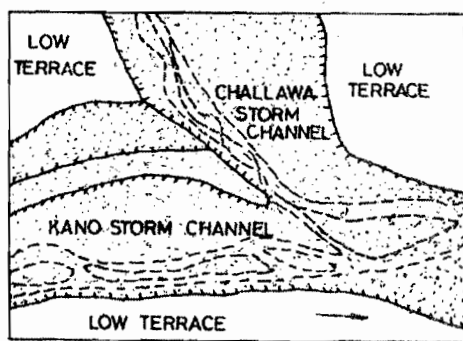 LOW
TERRACE
CHALLAWA
STORM
CHANNEL
LOW
TERRACE
KANO STORM CHANNEL
LOW TERRACE